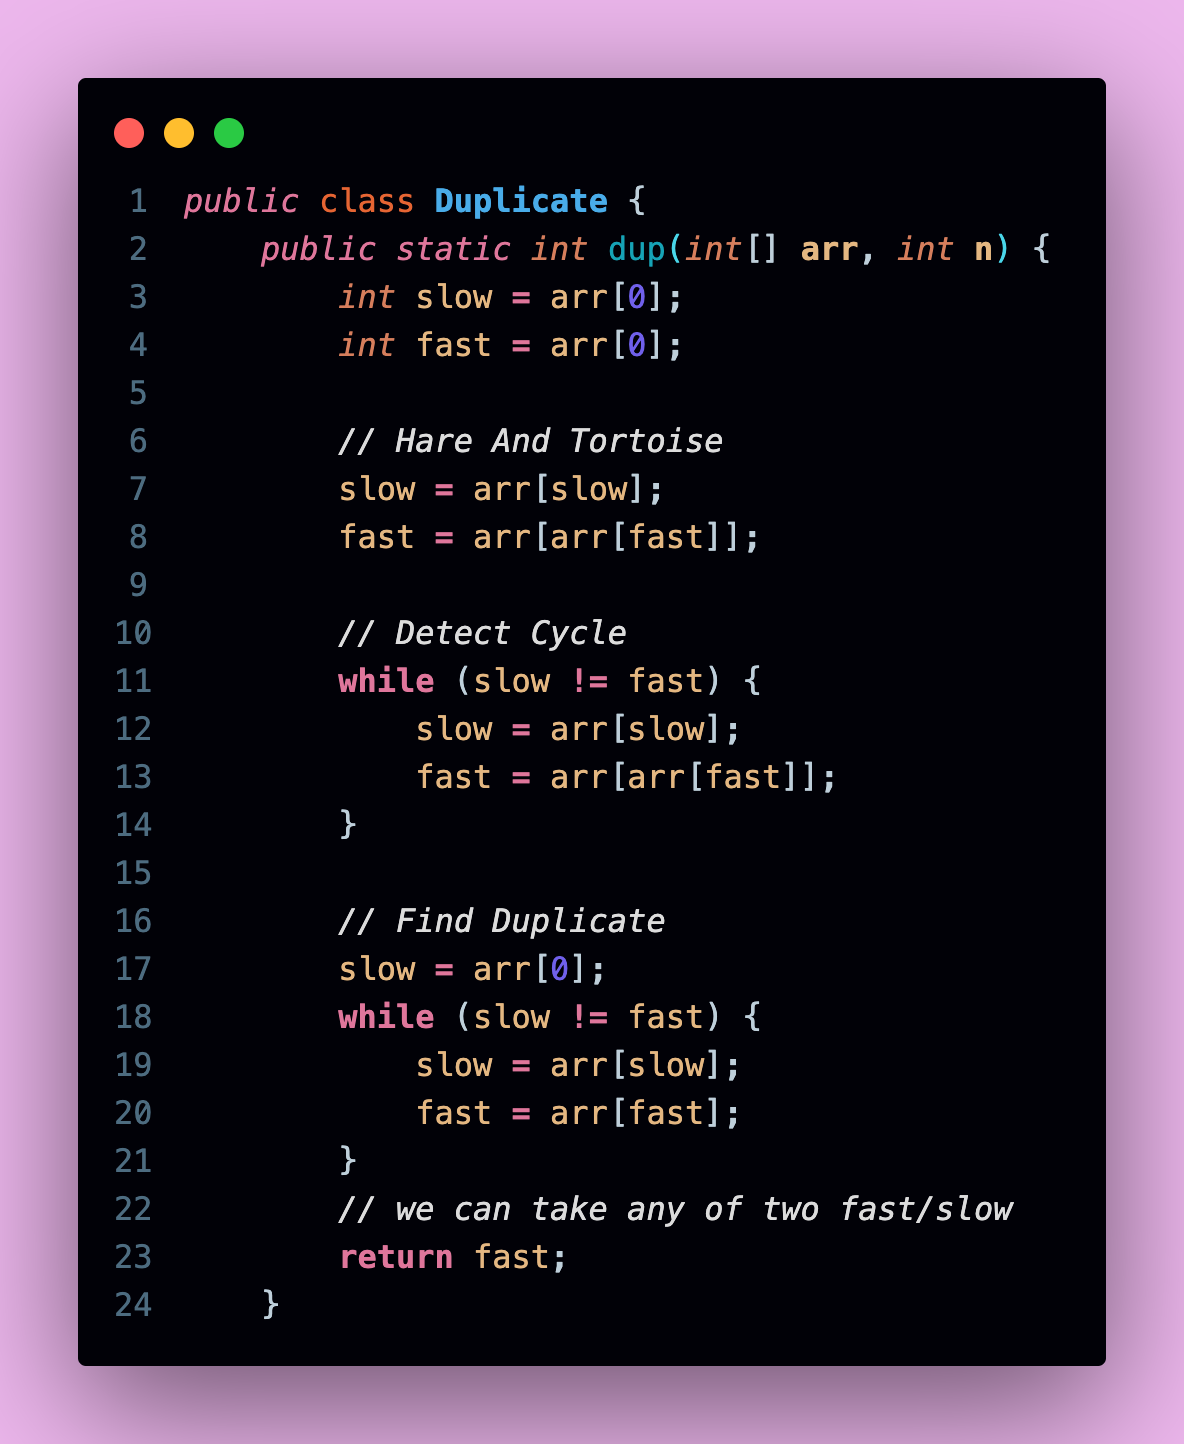 1 public class Duplicate {
2     public static int dup(int[] arr, int n) {
3         int slow = arr[0];
4         int fast = arr[0];
5
6         // Hare And Tortoise
7         slow = arr[slow];
8         fast = arr[arr[fast]];
9
10         // Detect Cycle
11         while (slow != fast) {
12             slow = arr[slow];
13             fast = arr[arr[fast]];
14         }
15
16         // Find Duplicate
17         slow = arr[0];
18         while (slow != fast) {
19             slow = arr[slow];
20             fast = arr[fast];
21         }
22         // we can take any of two fast/slow
23         return fast;
24     }